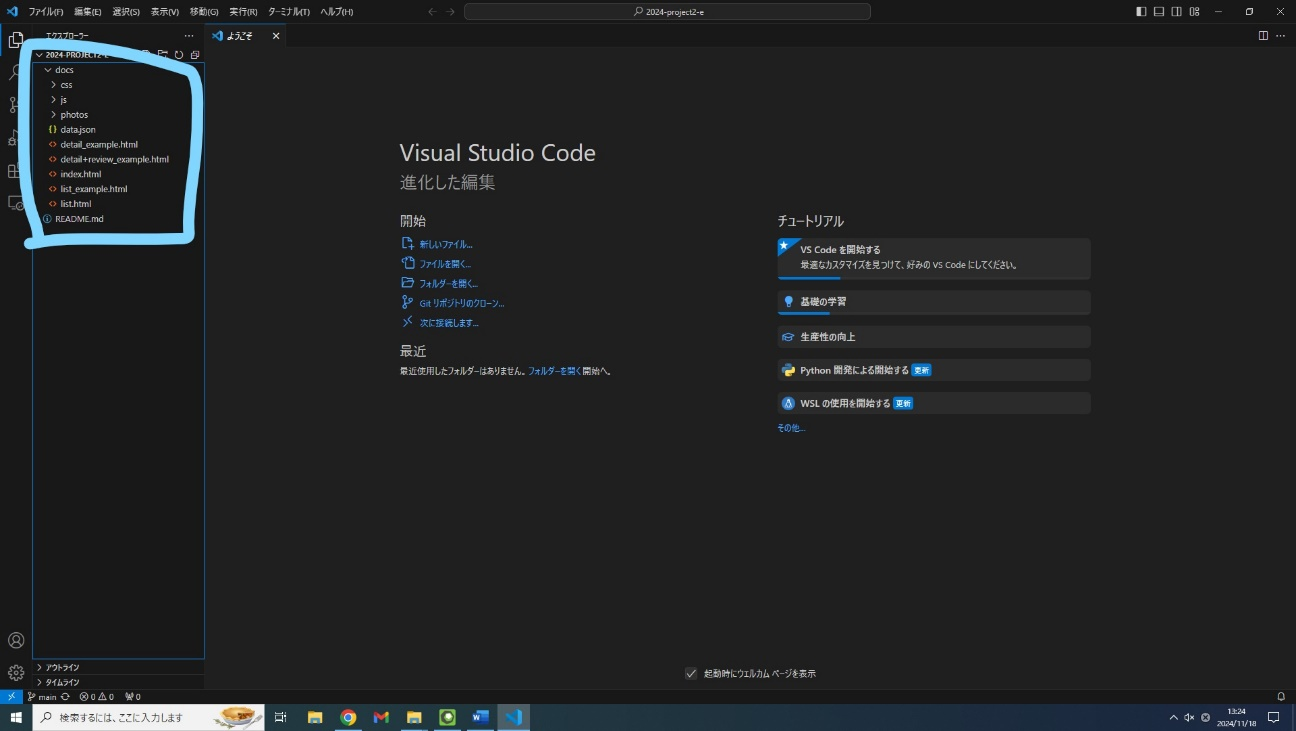 ファイル(F) 編集(E) 選択(S) 表示(V) 移動(G) 実行(R) ターミナル(T) ヘルプ(H)
2024-project2-e
エクスプローラー
ようこそ
2024-PROJECT2-E
docs
css
js
photos
data.json
detail_example.html
detail+review_example.html
index.html
list_example.html
list.html
README.md
Visual Studio Code
進化した編集
開始
新しいファイル...
ファイルを開く...
フォルダーを開く...
Git リポジトリのクローン...
次に接続します...
最近
最近使用したフォルダーはありません。フォルダーを開く開始へ。
チュートリアル
VS Code を開始する
最適なカスタマイズを見つけて、好みの VS Code にしてください。
基礎の学習
生産性の向上
Python 開発による開始する 更新
WSL の使用を開始する 更新
その他...
起動時にウェルカム ページを表示
アウトライン
タイムライン
main 0 0 0
検索するには、ここに入力します
13:24
2024/11/18